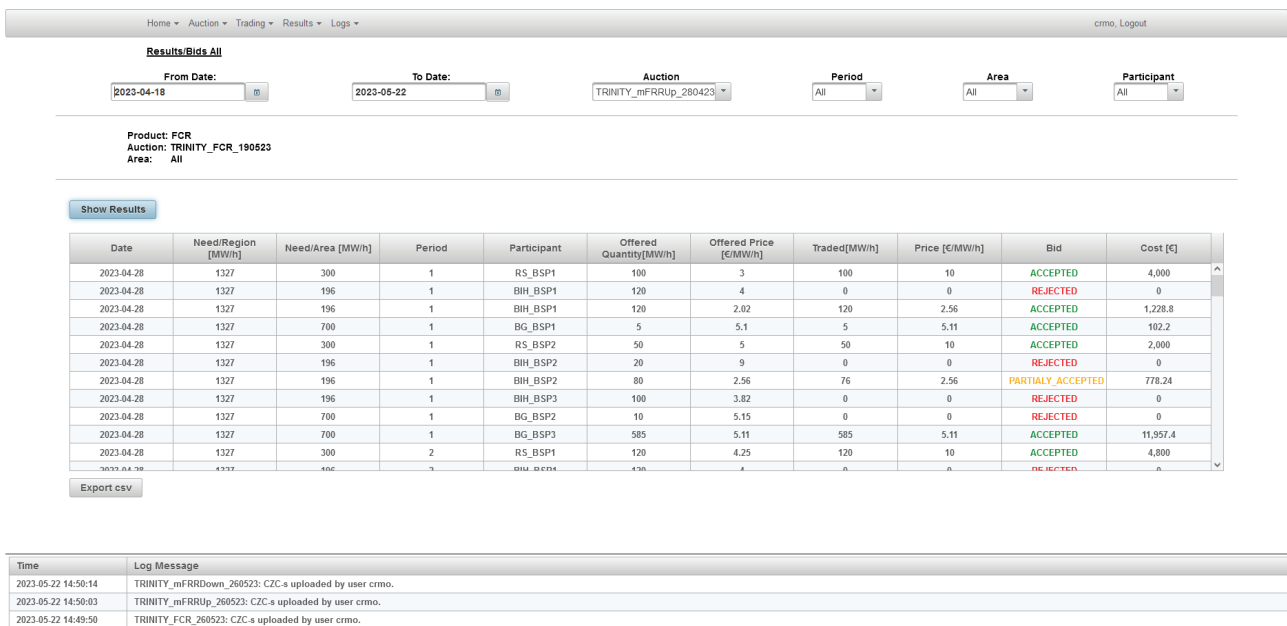 Home Auction Trading Results Logs crmo, Logout
Results/Bids All
From Date: To Date: Auction Period Area Participant
2023-04-18 2023-05-22 TRINITY_mFRRUp_280423 All All All
Product: FCR
Auction: TRINITY_FCR_190523
Area: All
Show Results
Date Need/Region [MW/h] Need/Area [MW/h] Period Participant Offered Quantity[MW/h] Offered Price [€/MW/h] Traded[MW/h] Price [€/MW/h] Bid Cost [€]
2023-04-28 1327 300 1 RS_BSP1 100 3 100 10 ACCEPTED 4,000
2023-04-28 1327 196 1 BIH_BSP1 120 4 0 0 REJECTED 0
2023-04-28 1327 196 1 BIH_BSP1 120 2.02 120 2.56 ACCEPTED 1,228.8
2023-04-28 1327 700 1 BG_BSP1 5 5.1 5 5.11 ACCEPTED 102.2
2023-04-28 1327 300 1 RS_BSP2 50 5 50 10 ACCEPTED 2,000
2023-04-28 1327 196 1 BIH_BSP2 20 9 0 0 REJECTED 0
2023-04-28 1327 196 1 BIH_BSP2 80 2.56 76 2.56 PARTIALY_ACCEPTED 778.24
2023-04-28 1327 196 1 BIH_BSP3 100 3.82 0 0 REJECTED 0
2023-04-28 1327 700 1 BG_BSP2 10 5.15 0 0 REJECTED 0
2023-04-28 1327 700 1 BG_BSP3 585 5.11 585 5.11 ACCEPTED 11,957.4
2023-04-28 1327 300 2 RS_BSP1 120 4.25 120 10 ACCEPTED 4,800
2023-04-28 1327 196 2 BIH_BSP1 120 4 0 0 REJECTED 0
Export csv
Time Log Message
2023-05-22 14:50:14 TRINITY_mFRRDown_260523: CZC-s uploaded by user crmo.
2023-05-22 14:50:03 TRINITY_mFRRUp_260523: CZC-s uploaded by user crmo.
2023-05-22 14:49:50 TRINITY_FCR_260523: CZC-s uploaded by user crmo.